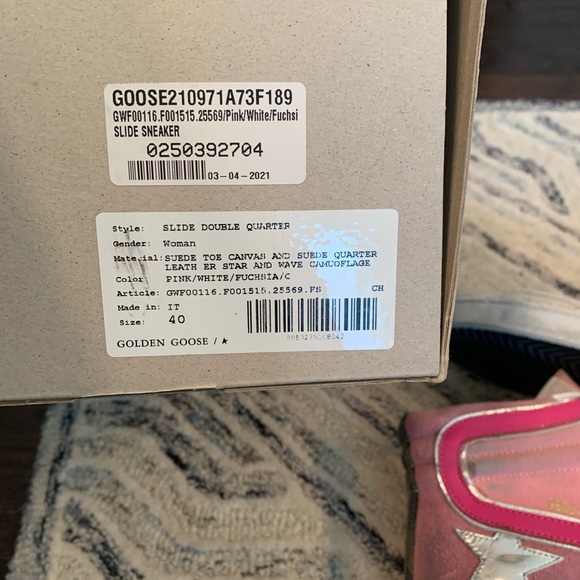 GOOSE210971A73F189
GWF00116.F001515.25569/Pink/White/Fuchsi
SLIDE SNEAKER
0250392704
03-04-2021
Style: SLIDE DOUBLE QUARTER
Gender: Woman
Material: SUEDE TOE CANVAS AND SUEDE QUARTER
LEATH ER STAR AND WAVE CAMUOFLAGE
Color PINK/WHITE/FUCHSIA/C
Article: GWF00116.F001515.25569.FS CH
Made in: IT
Size: 40
GOLDEN GOOSE /